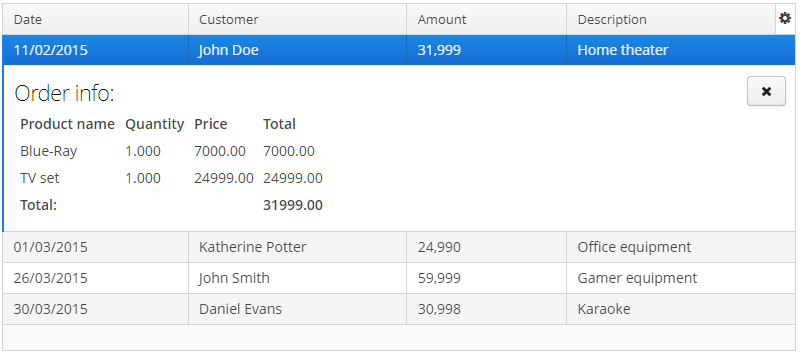 Date Customer Amount Description
11/02/2015 John Doe 31,999 Home theater
Order info:
Product name Quantity Price Total
Blue-Ray 1.000 7000.00 7000.00
TV set 1.000 24999.00 24999.00
Total: 31999.00
01/03/2015 Katherine Potter 24,990 Office equipment
26/03/2015 John Smith 59,999 Gamer equipment
30/03/2015 Daniel Evans 30,998 Karaoke